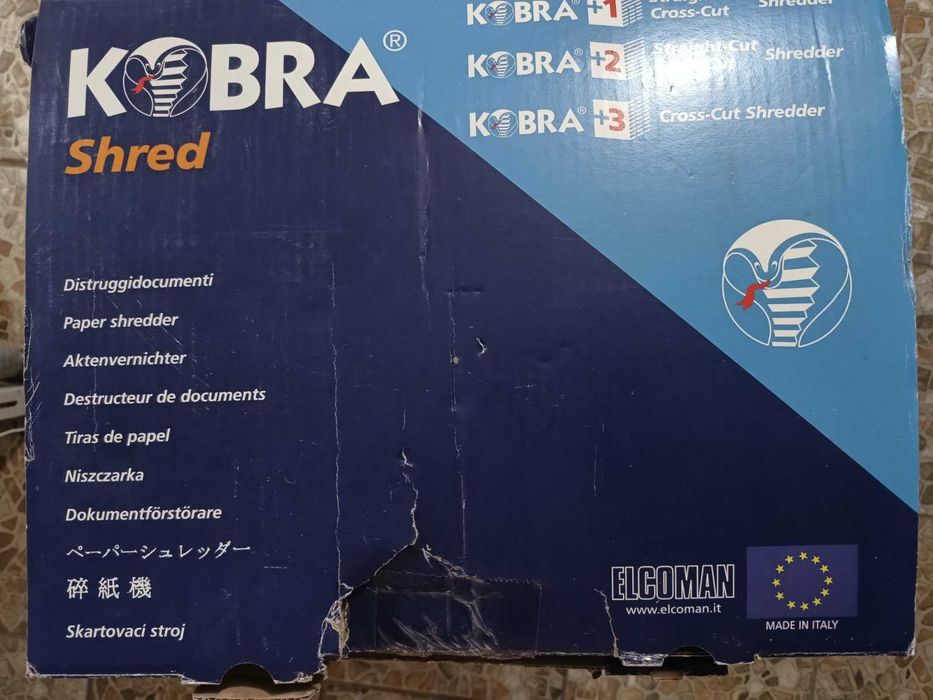 KOBRA® +1 Cross-Cut Shredder
KOBRA® +2 Straight-Cut Shredder
KOBRA® +3 Cross-Cut Shredder
KOBRA®
Shred
Distruggidocumenti
Paper shredder
Aktenvernichter
Destructeur de documents
Tiras de papel
Niszczarka
Dokumentförstörare
ペーパーシュレッダー
碎紙機
Skartovací stroj
ELCOMAN
www.elcoman.it
MADE IN ITALY